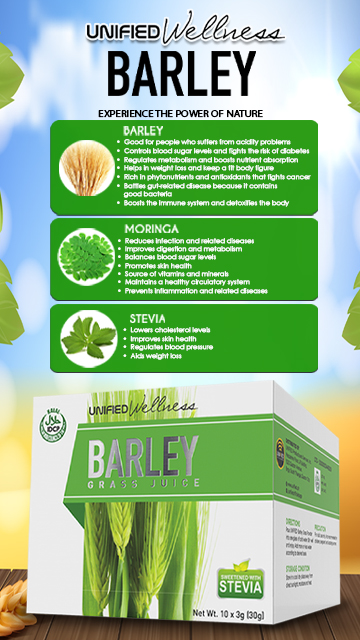 UNIFIED Wellness
BARLEY
EXPERIENCE THE POWER OF NATURE
BARLEY
• Good for people who suffers from acidity problems
• Controls blood sugar levels and fights the risk of diabetes
• Regulates metabolism and boosts nutrient absorption
• Helps in weight loss and keep a fit body figure
• Rich in phytonutrients and antioxidants that fights cancer
• Battles gut-related disease because it contains
good bacteria
• Boosts the immune system and detoxifies the body
MORINGA
• Reduces infection and related diseases
• Improves digestion and metabolism
• Balances blood sugar levels
• Promotes skin health
• Source of vitamins and minerals
• Maintains a healthy circulatory system
• Prevents inflammation and related diseases
STEVIA
• Lowers cholesterol levels
• Improves skin health
• Regulates blood pressure
• Aids weight loss
UNIFIED Wellness
HALAL
IDCP
BARLEY
GRASS JUICE
SWEETENED WITH
STEVIA
Net Wt. 10 x 3g (30g)
DIRECTIONS
PRECAUTION
STORAGE CONDITION